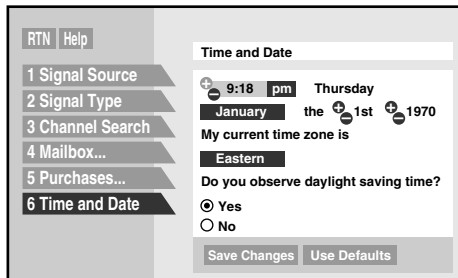 RTN Help
Time and Date
1 Signal Source
2 Signal Type
3 Channel Search
4 Mailbox...
5 Purchases...
6 Time and Date
9:18 pm Thursday
January the 1st 1970
My current time zone is
Eastern
Do you observe daylight saving time?
Yes
No
Save Changes Use Defaults